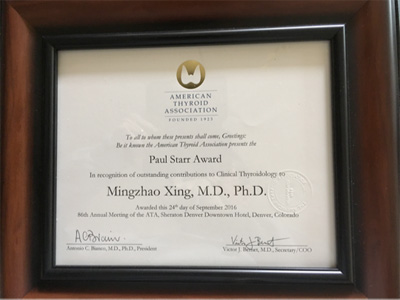 AMERICAN
THYROID
ASSOCIATION
FOUNDED 1923
To all to whom these presents shall come, Greetings:
Be it known the American Thyroid Association presents the
Paul Starr Award
In recognition of outstanding contributions to Clinical Thyroidology to
Mingzhao Xing, M.D., Ph.D.
Awarded this 24th day of September 2016
86th Annual Meeting of the ATA, Sheraton Denver Downtown Hotel, Denver, Colorado
Antonio C. Bianco, M.D., Ph.D., President
Victor J. Bernet, M.D., Secretary/COO